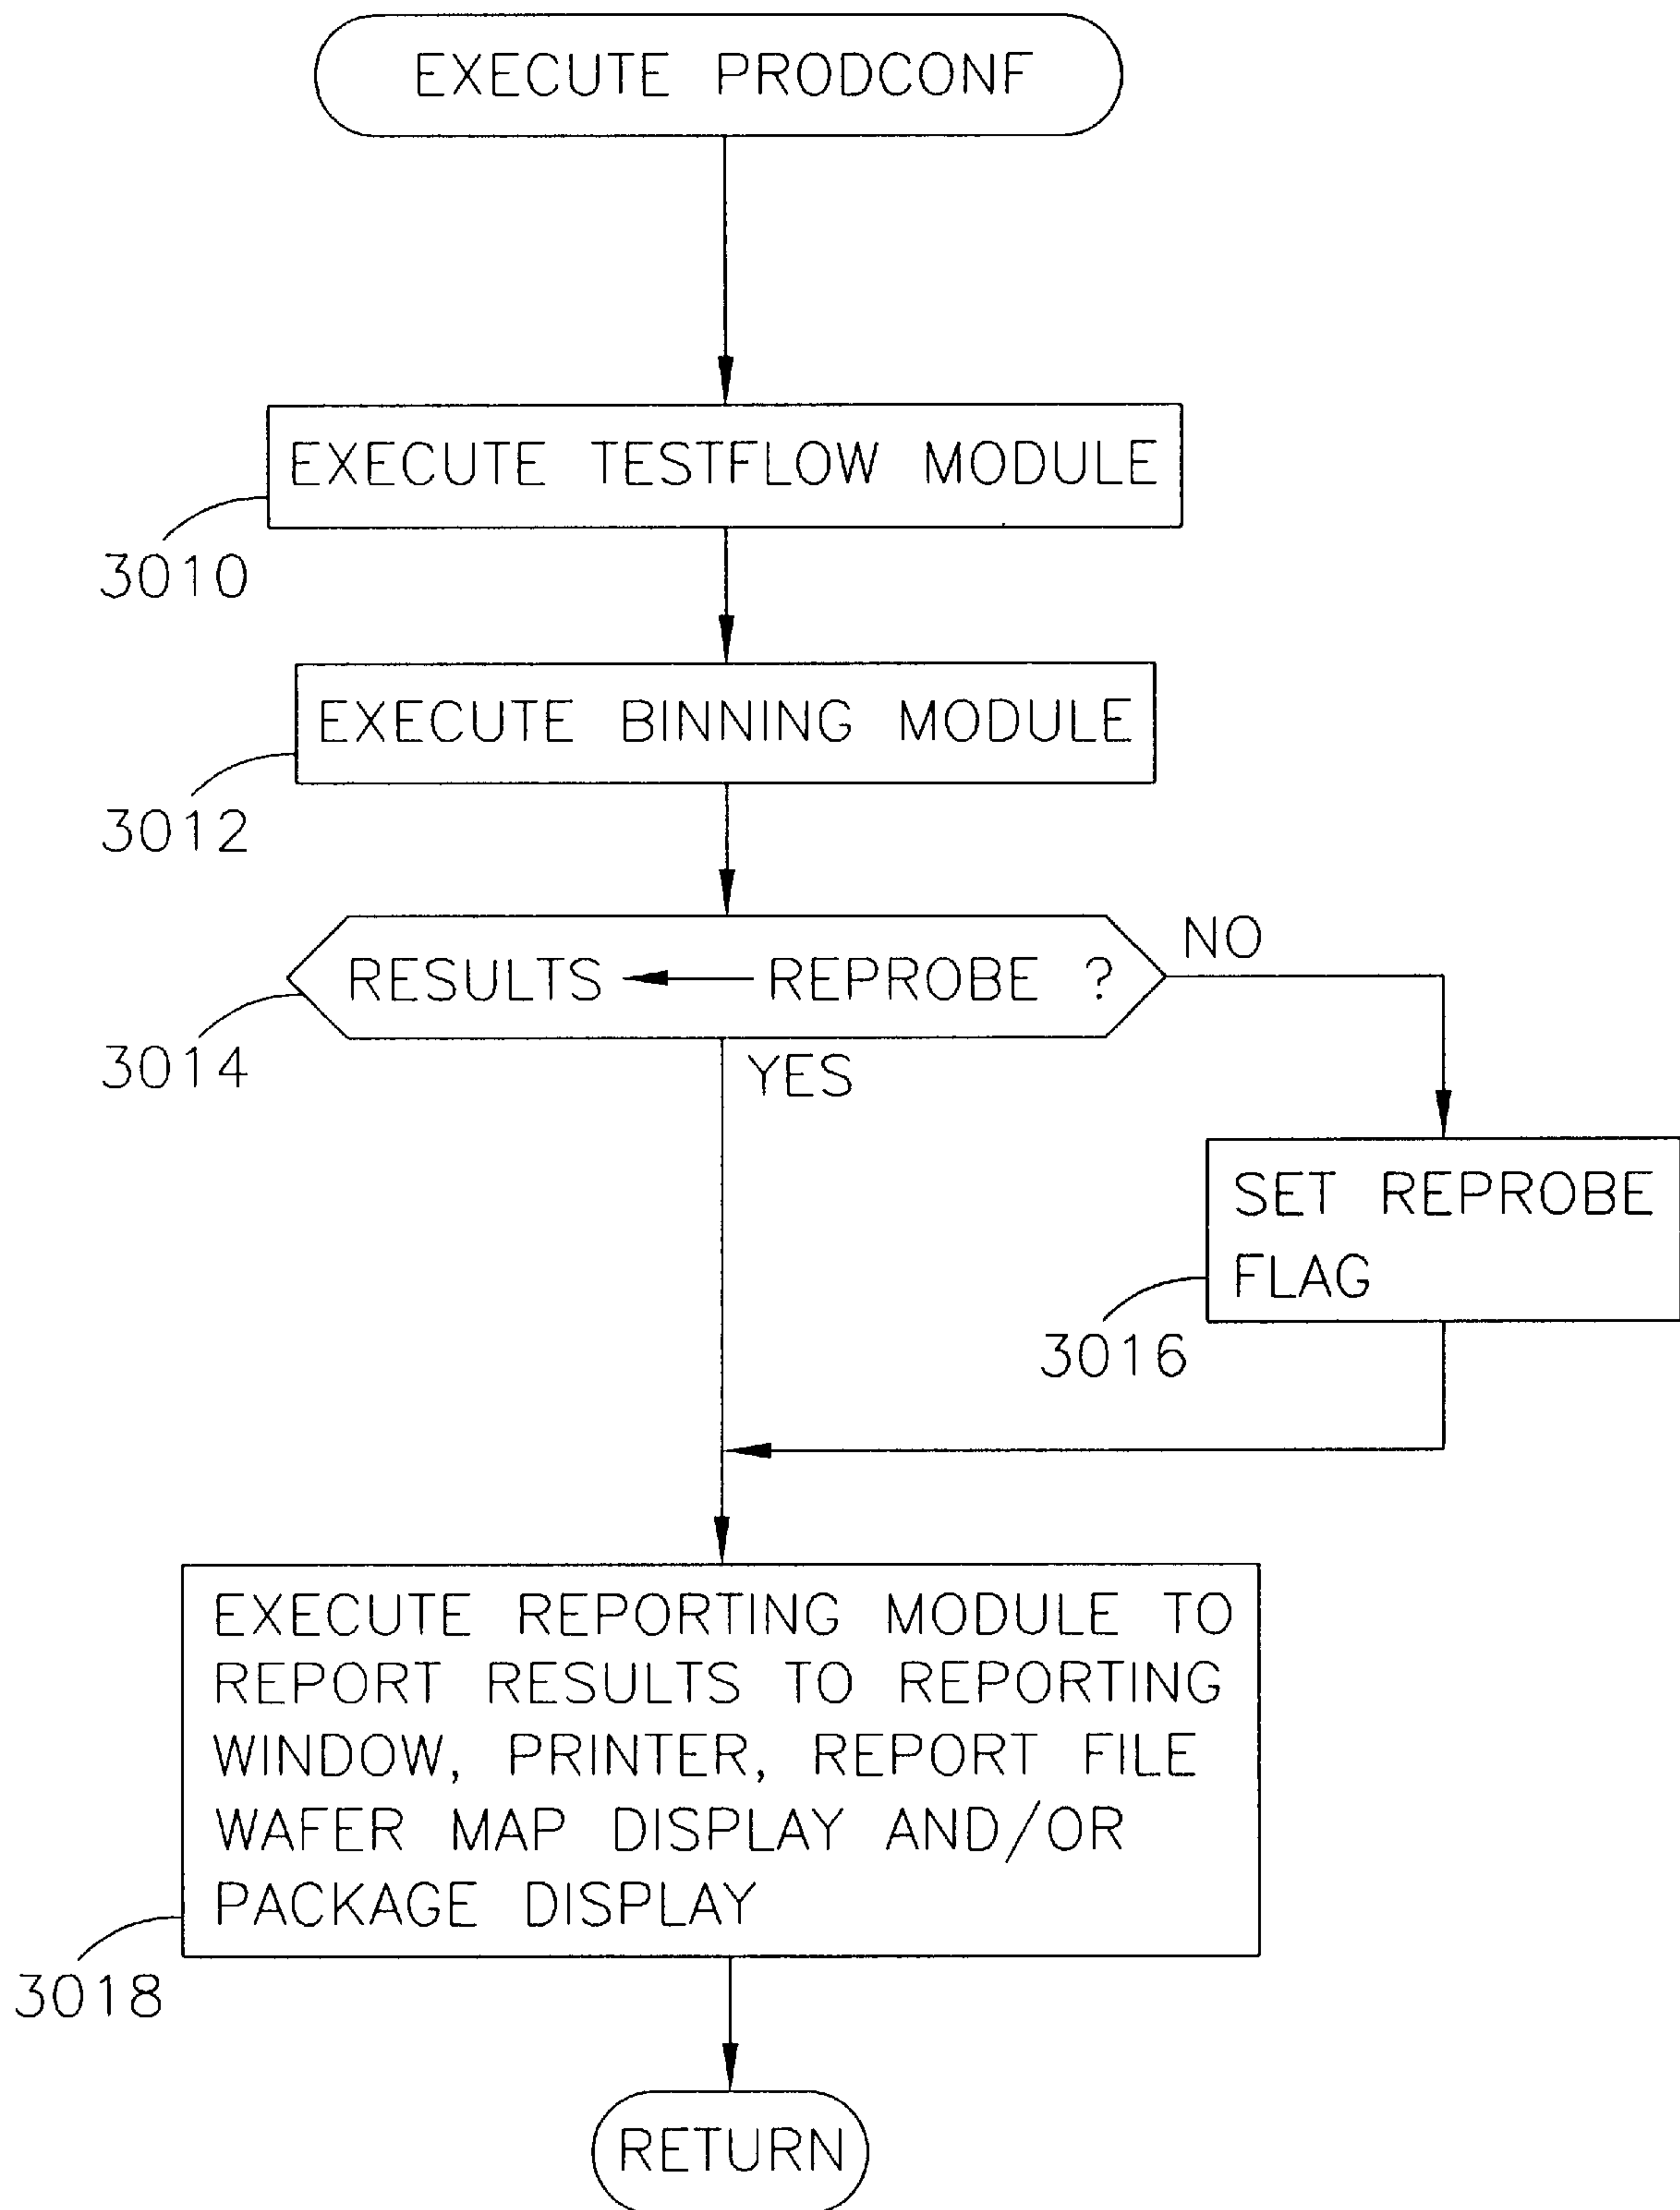 EXECUTE PRODCONF
EXECUTE TESTFLOW MODULE
3010
EXECUTE BINNING MODULE
3012
NO
RESULTS ← REPROBE ?
3014
YES
SET REPROBE
FLAG
3016
EXECUTE REPORTING MODULE TO
REPORT RESULTS TO REPORTING
WINDOW, PRINTER, REPORT FILE
WAFER MAP DISPLAY AND/OR
PACKAGE DISPLAY
3018
RETURN